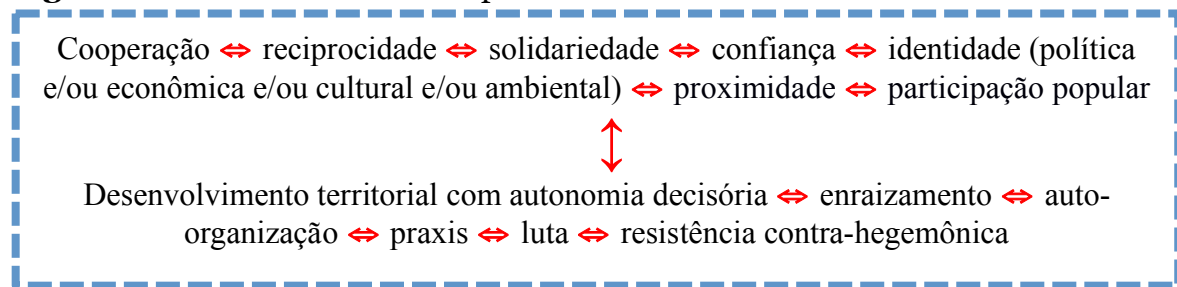 Cooperação ⇔ reciprocidade ⇔ solidariedade ⇔ confiança ⇔ identidade (política
e/ou econômica e/ou cultural e/ou ambiental) ⇔ proximidade ⇔ participação popular
↕
Desenvolvimento territorial com autonomia decisória ⇔ enraizamento ⇔ auto-
organização ⇔ praxis ⇔ luta ⇔ resistência contra-hegemônica